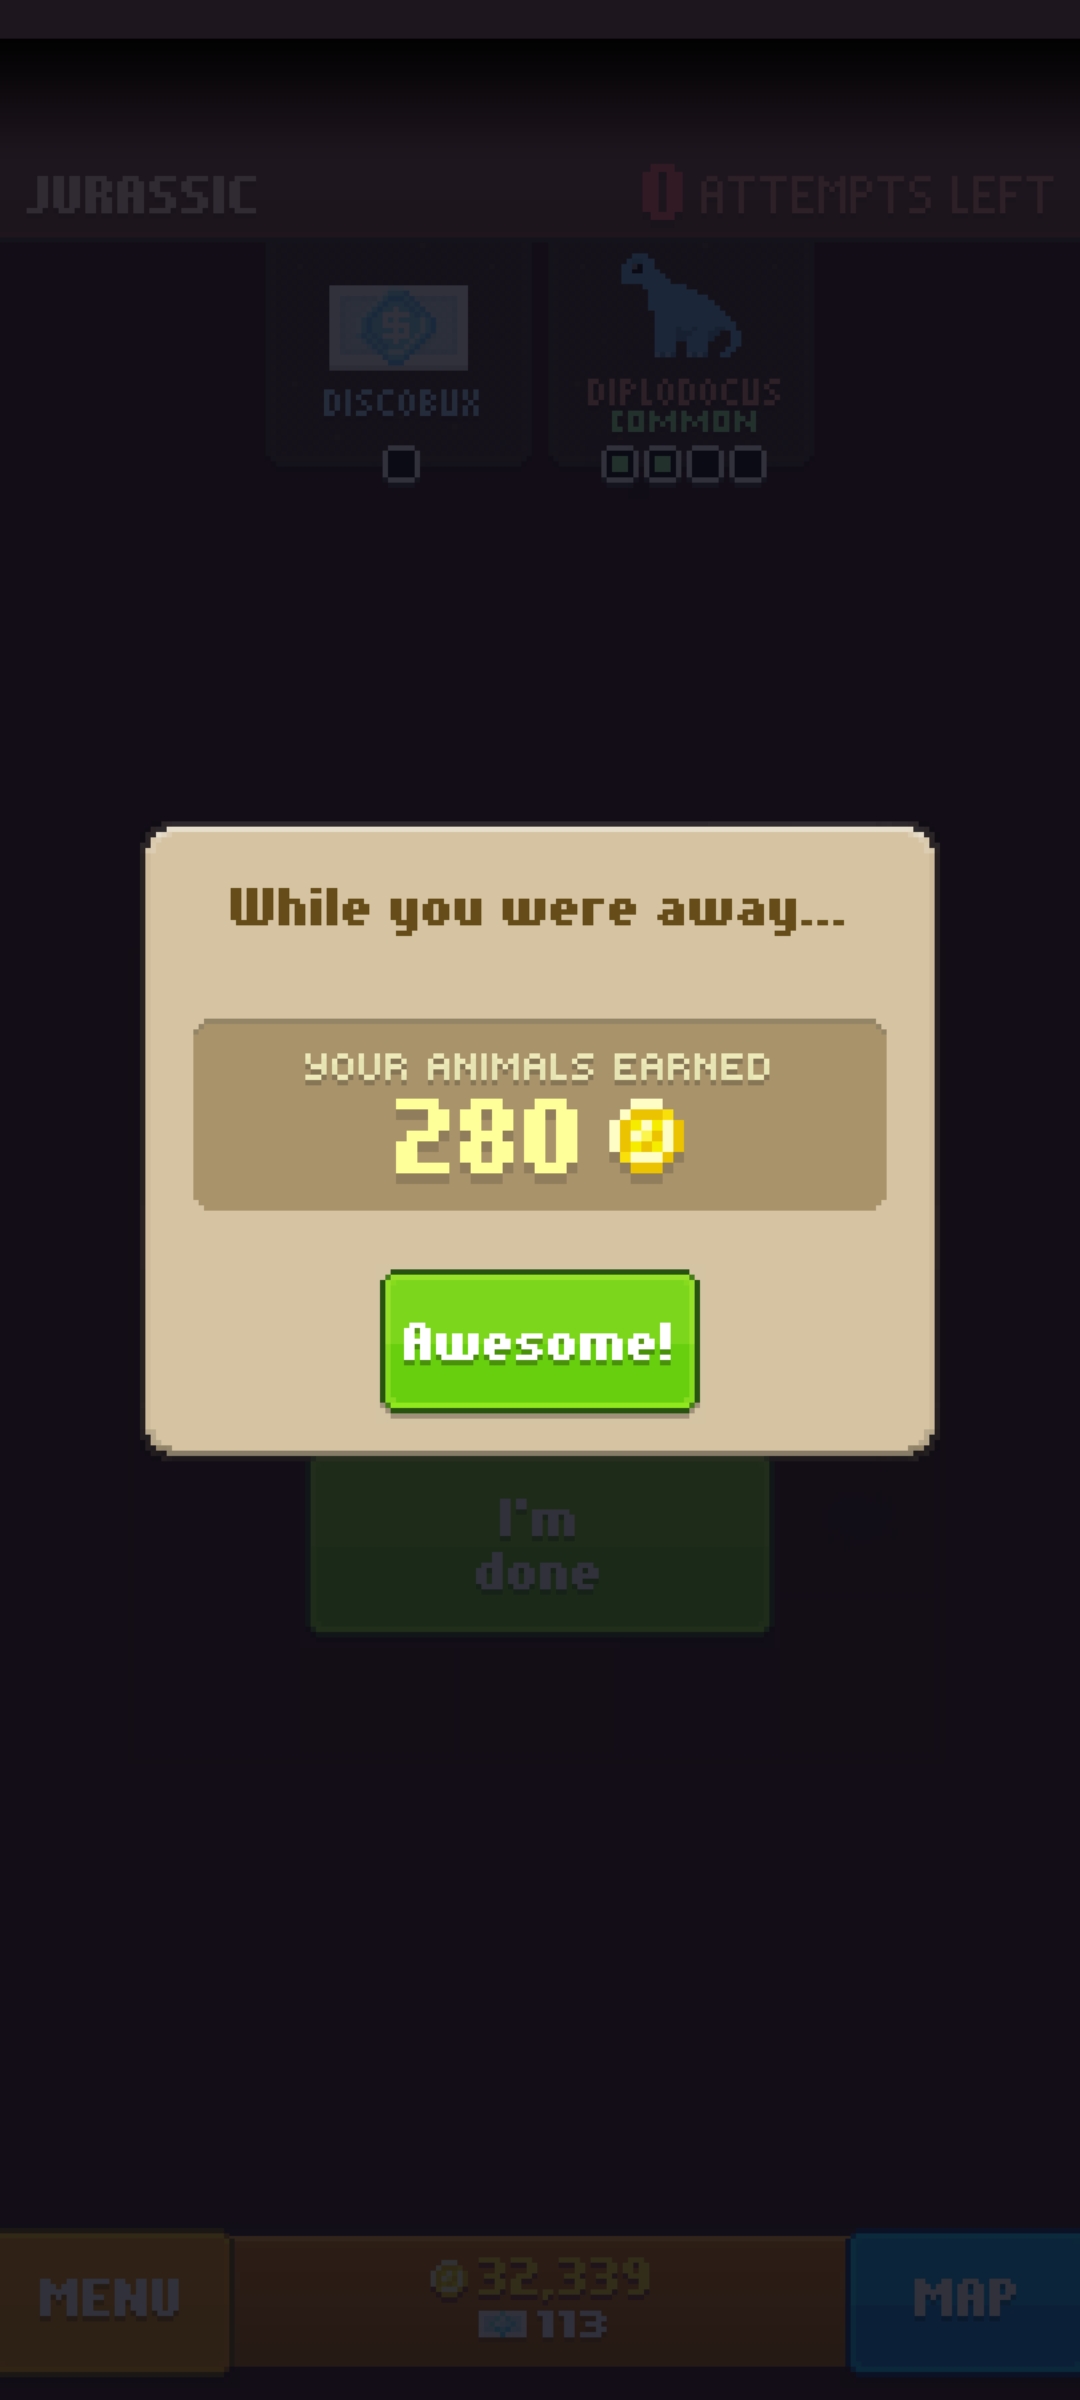 JURASSIC
0 ATTEMPTS LEFT
$
DISCOBUX
DIPLODOCUS
COMMON
While you were away...
YOUR ANIMALS EARNED
280
Awesome!
I'm
done
MENU
32,339
113
MAP